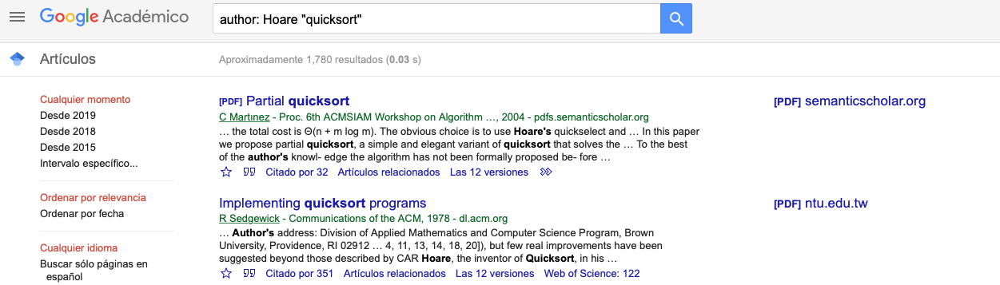 Google Académico
author: Hoare "quicksort"
Artículos
Aproximadamente 1,780 resultados (0.03 s)
Cualquier momento
Desde 2019
Desde 2018
Desde 2015
Intervalo específico...
Ordenar por relevancia
Ordenar por fecha
Cualquier idioma
Buscar sólo páginas en
español
[PDF] Partial quicksort
C Martınez - Proc. 6th ACMSIAM Workshop on Algorithm …, 2004 - pdfs.semanticscholar.org
… the total cost is Θ(n + m log m). The obvious choice is to use Hoare's quickselect and … In this paper
we propose partial quicksort, a simple and elegant variant of quicksort that solves the … To the best
of the author's knowl- edge the algorithm has not been formally proposed be- fore …
Citado por 32 Artículos relacionados Las 12 versiones
[PDF] semanticscholar.org
Implementing quicksort programs
R Sedgewick - Communications of the ACM, 1978 - dl.acm.org
… Author's address: Division of Applied Mathematics and Computer Science Program, Brown
University, Providence, RI 02912 … 4, 11, 13, 14, 18, 20]), but few real improvements have been
suggested beyond those described by CAR Hoare, the inventor of Quicksort, in his …
Citado por 351 Artículos relacionados Las 12 versiones Web of Science: 122
[PDF] ntu.edu.tw